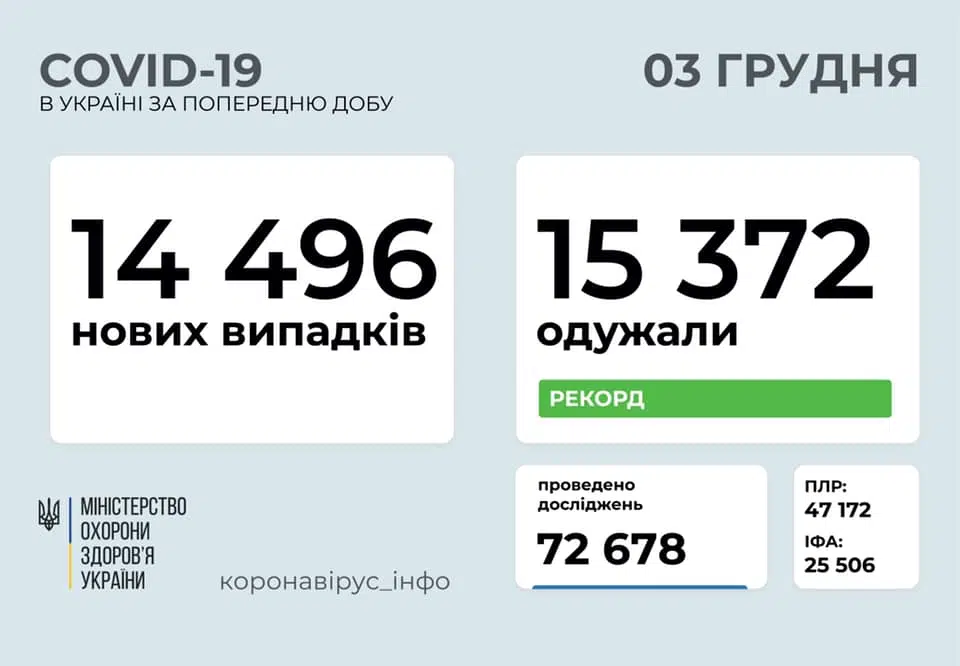 COVID-19
В УКРАЇНІ ЗА ПОПЕРЕДНЮ ДОБУ
03 ГРУДНЯ
14 496
нових випадків
15 372
одужали
РЕКОРД
проведено
досліджень
72 678
ПЛР:
47 172
ІФА:
25 506
МІНІСТЕРСТВО
ОХОРОНИ
ЗДОРОВ'Я
УКРАЇНИ
коронавірус_інфо